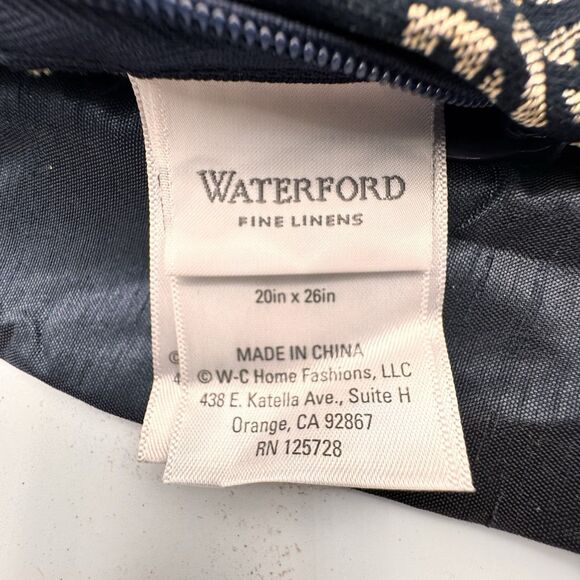 WATERFORD
FINE LINENS
20in x 26in
MADE IN CHINA
© W-C Home Fashions, LLC
438 E. Katella Ave., Suite H
Orange, CA 92867
RN 125728
©
4